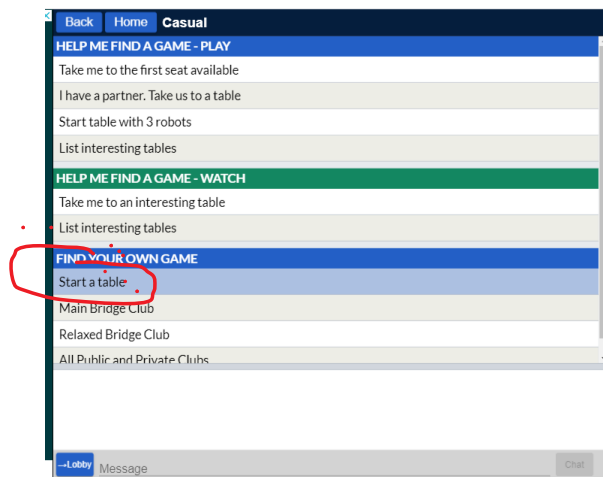 Back Home Casual
HELP ME FIND A GAME - PLAY
Take me to the first seat available
I have a partner. Take us to a table
Start table with 3 robots
List interesting tables
HELP ME FIND A GAME - WATCH
Take me to an interesting table
List interesting tables
FIND YOUR OWN GAME
Start a table
Main Bridge Club
Relaxed Bridge Club
All Public and Private Clubs
→Lobby Message Chat